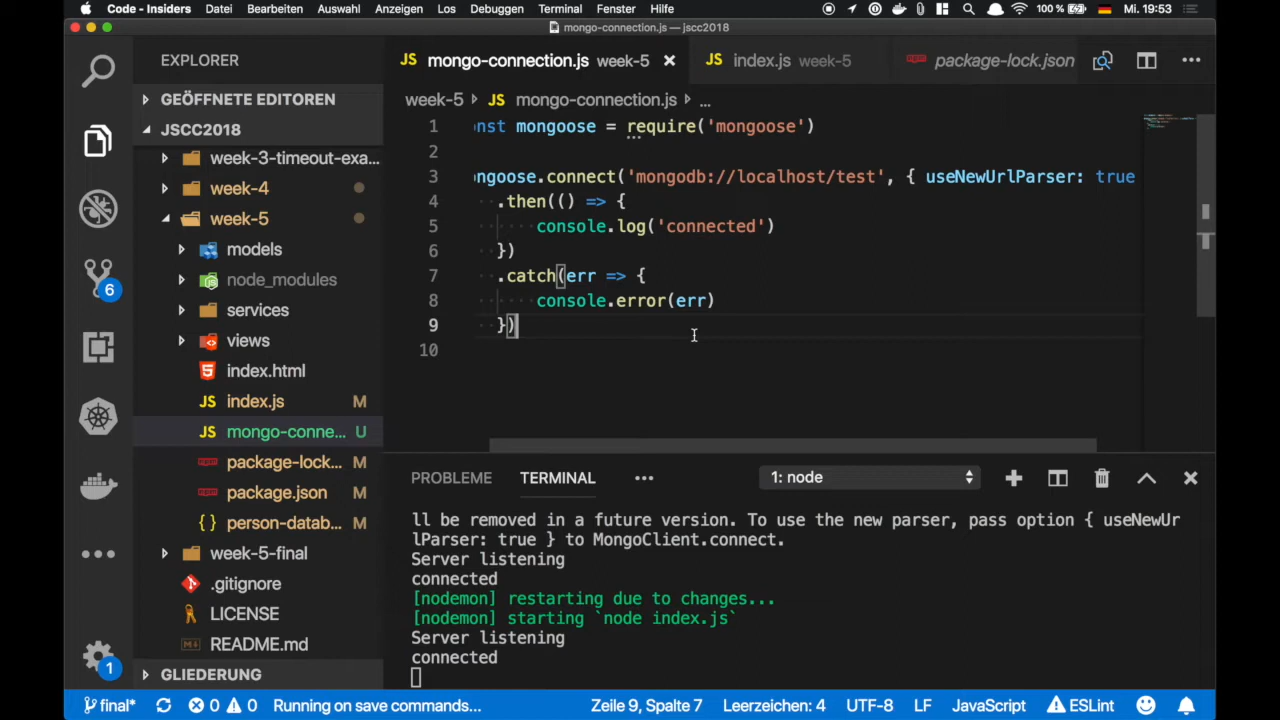 Code - Insiders Datei Bearbeiten Auswahl Anzeigen Los Debuggen Terminal Fenster Hilfe 100 % Mi. 19:53
mongo-connection.js — jscc2018
EXPLORER
GEÖFFNETE EDITOREN
JSCC2018
week-3-timeout-exa...
week-4
week-5
models
node_modules
services
views
index.html
JS index.js M
JS mongo-conne... U
package-lock... M
package.json M
{ } person-datab... M
week-5-final
.gitignore
LICENSE
README.md
GLIEDERUNG
6
1
JS mongo-connection.js week-5
JS index.js week-5
package-lock.json
week-5 JS mongo-connection.js ...
1 nst mongoose = require('mongoose')
2
3 ngoose.connect('mongodb://localhost/test', { useNewUrlParser: true
4 .then(() => {
5 console.log('connected')
6 })
7 .catch(err => {
8 console.error(err)
9 })
10
PROBLEME TERMINAL ... 1: node
ll be removed in a future version. To use the new parser, pass option { useNewUr
lParser: true } to MongoClient.connect.
Server listening
connected
[nodemon] restarting due to changes...
[nodemon] starting `node index.js`
Server listening
connected
final* 0 0 Running on save commands... Zeile 9, Spalte 7 Leerzeichen: 4 UTF-8 LF JavaScript ESLint